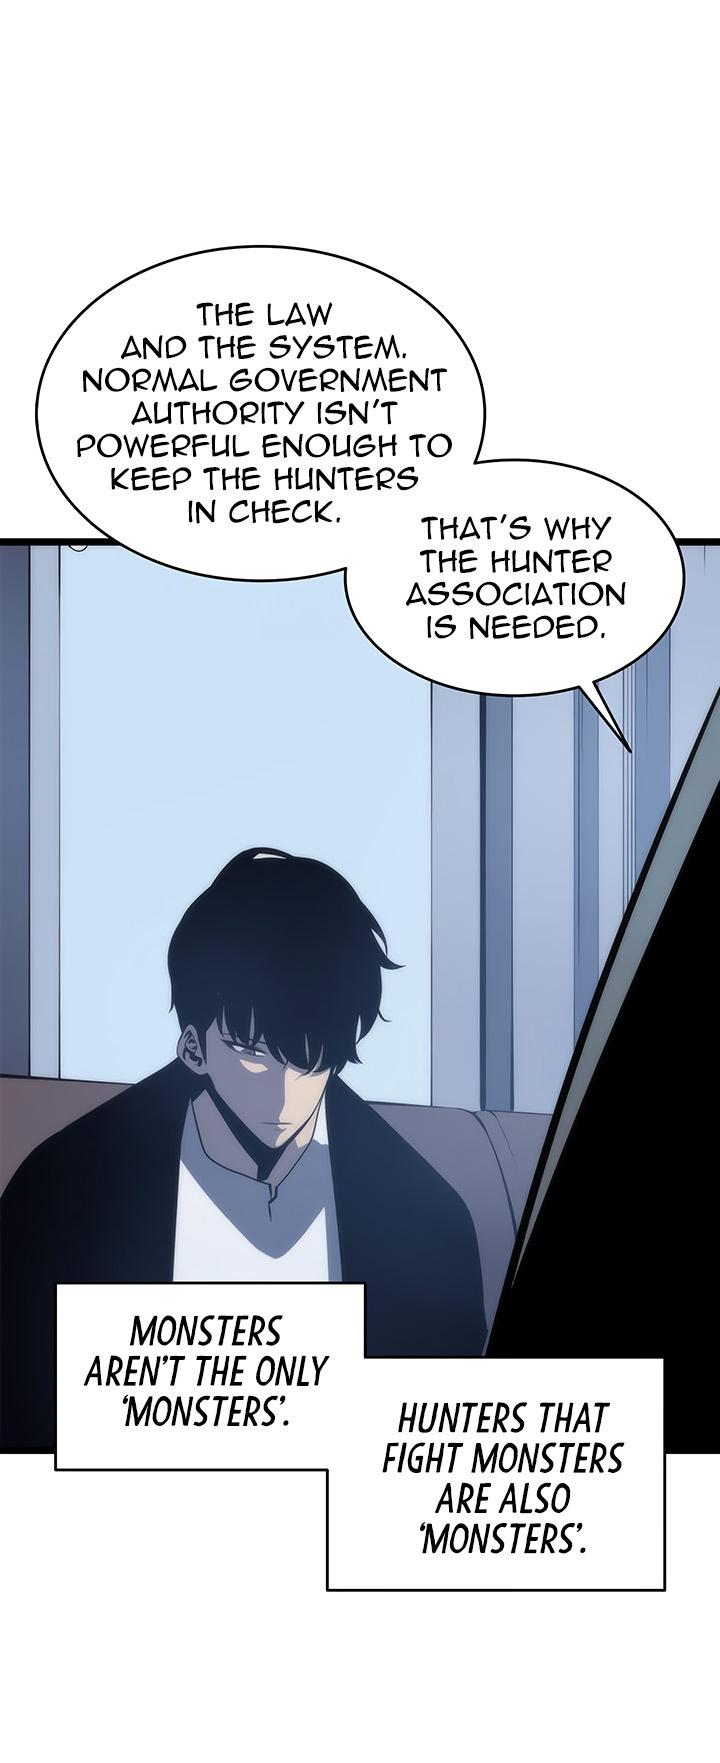 THE LAW
AND THE SYSTEM.
NORMAL GOVERNMENT
AUTHORITY ISN'T
POWERFUL ENOUGH TO
KEEP THE HUNTERS
IN CHECK.
THAT'S WHY
THE HUNTER
ASSOCIATION
IS NEEDED.
MONSTERS
AREN'T THE ONLY
'MONSTERS'.
HUNTERS THAT
FIGHT MONSTERS
ARE ALSO
'MONSTERS'.